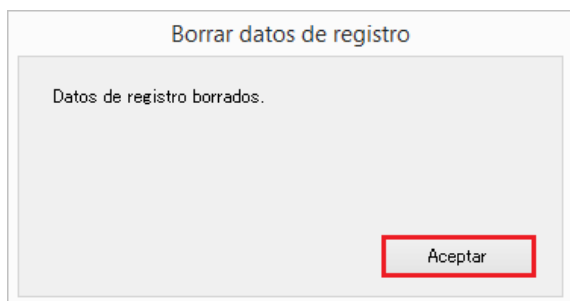 Borrar datos de registro
Datos de registro borrados.
Aceptar